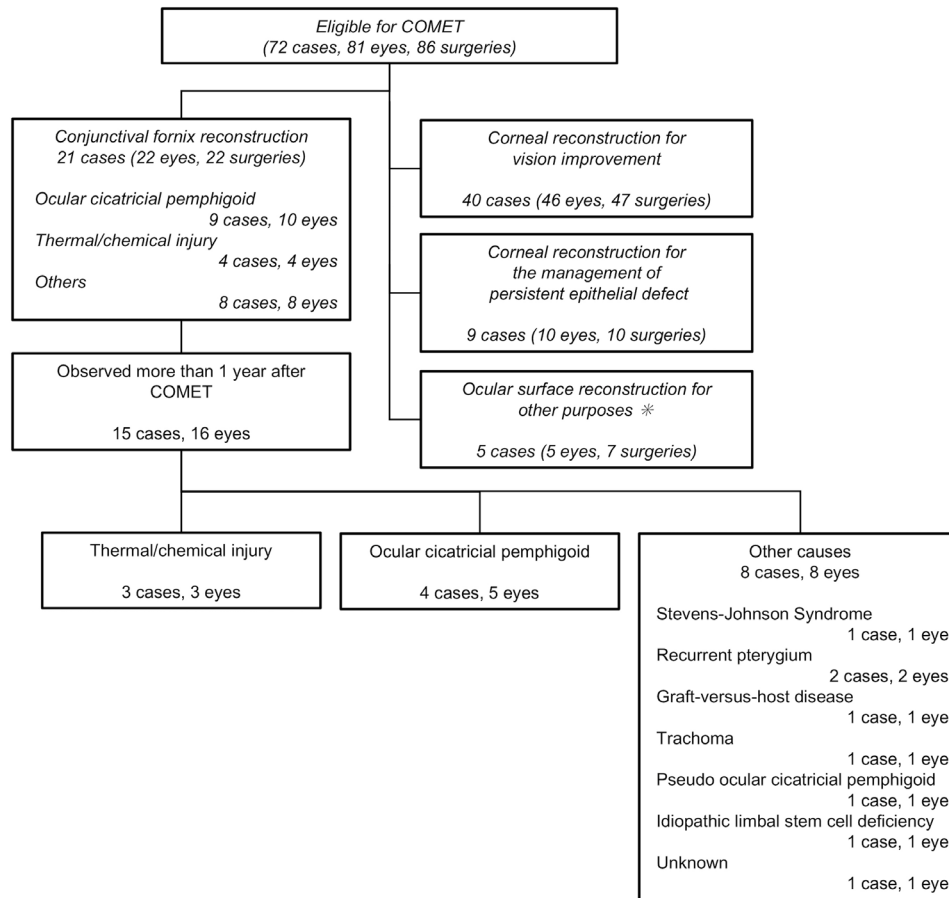 Eligible for COMET
(72 cases, 81 eyes, 86 surgeries)
Conjunctival fornix reconstruction
21 cases (22 eyes, 22 surgeries)
Ocular cicatricial pemphigoid
9 cases, 10 eyes
Thermal/chemical injury
4 cases, 4 eyes
Others
8 cases, 8 eyes
Corneal reconstruction for
vision improvement
40 cases (46 eyes, 47 surgeries)
Corneal reconstruction for
the management of
persistent epithelial defect
9 cases (10 eyes, 10 surgeries)
Ocular surface reconstruction for
other purposes ✳
5 cases (5 eyes, 7 surgeries)
Observed more than 1 year after
COMET
15 cases, 16 eyes
Thermal/chemical injury
3 cases, 3 eyes
Ocular cicatricial pemphigoid
4 cases, 5 eyes
Other causes
8 cases, 8 eyes
Stevens-Johnson Syndrome
1 case, 1 eye
Recurrent pterygium
2 cases, 2 eyes
Graft-versus-host disease
1 case, 1 eye
Trachoma
1 case, 1 eye
Pseudo ocular cicatricial pemphigoid
1 case, 1 eye
Idiopathic limbal stem cell deficiency
1 case, 1 eye
Unknown
1 case, 1 eye